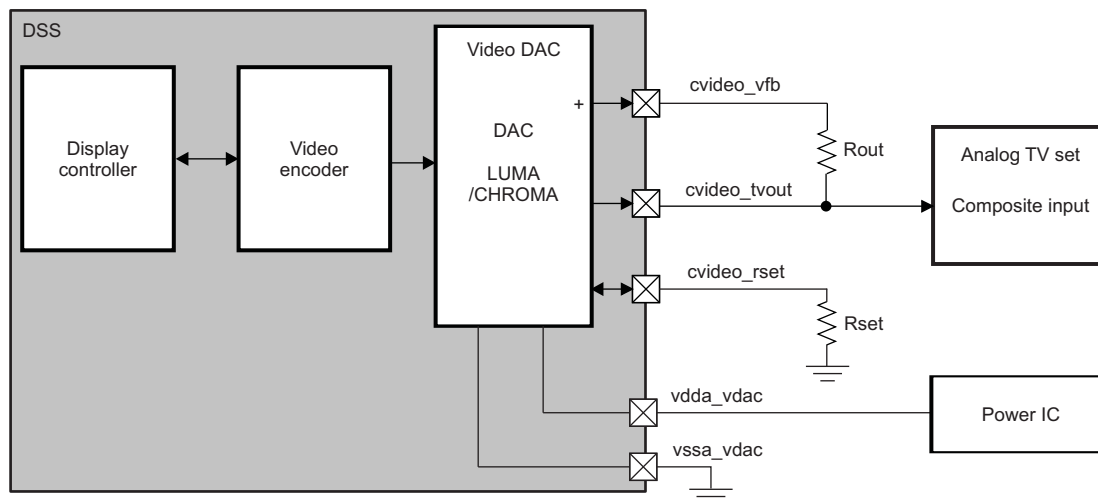 DSS
Display
controller
Video
encoder
Video DAC
+
DAC
LUMA
/CHROMA
cvideo_vfb
Rout
cvideo_tvout
cvideo_rset
Rset
vdda_vdac
vssa_vdac
Analog TV set
Composite input
Power IC